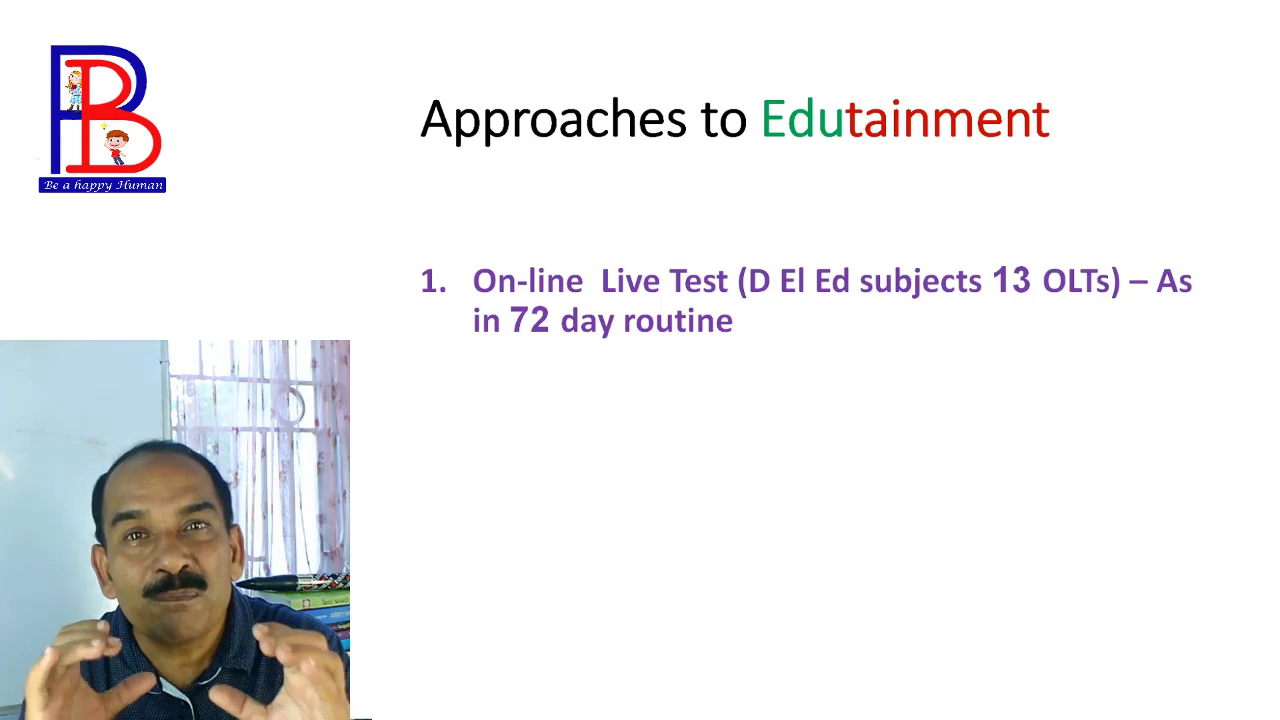 Be a happy Human
Approaches to Edutainment
1. On-line Live Test (D El Ed subjects 13 OLTs) – As
in 72 day routine